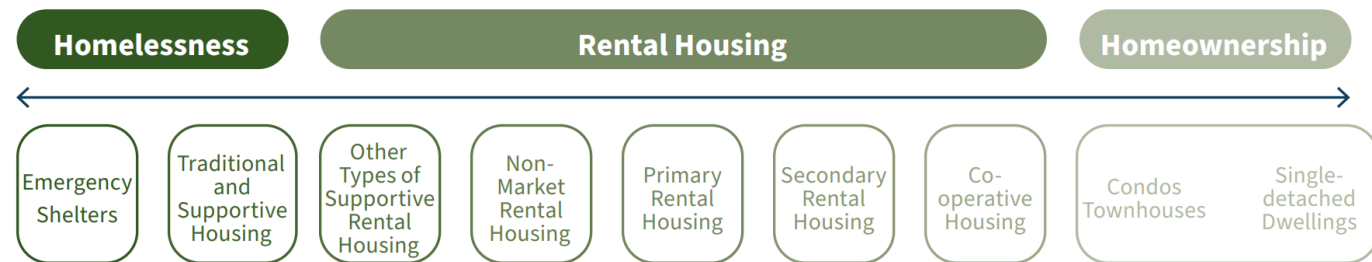 Homelessness
Rental Housing
Homeownership
Emergency
Shelters
Traditional
and
Supportive
Housing
Other
Types of
Supportive
Rental
Housing
Non-
Market
Rental
Housing
Primary
Rental
Housing
Secondary
Rental
Housing
Co-
operative
Housing
Condos
Townhouses
Single-
detached
Dwellings